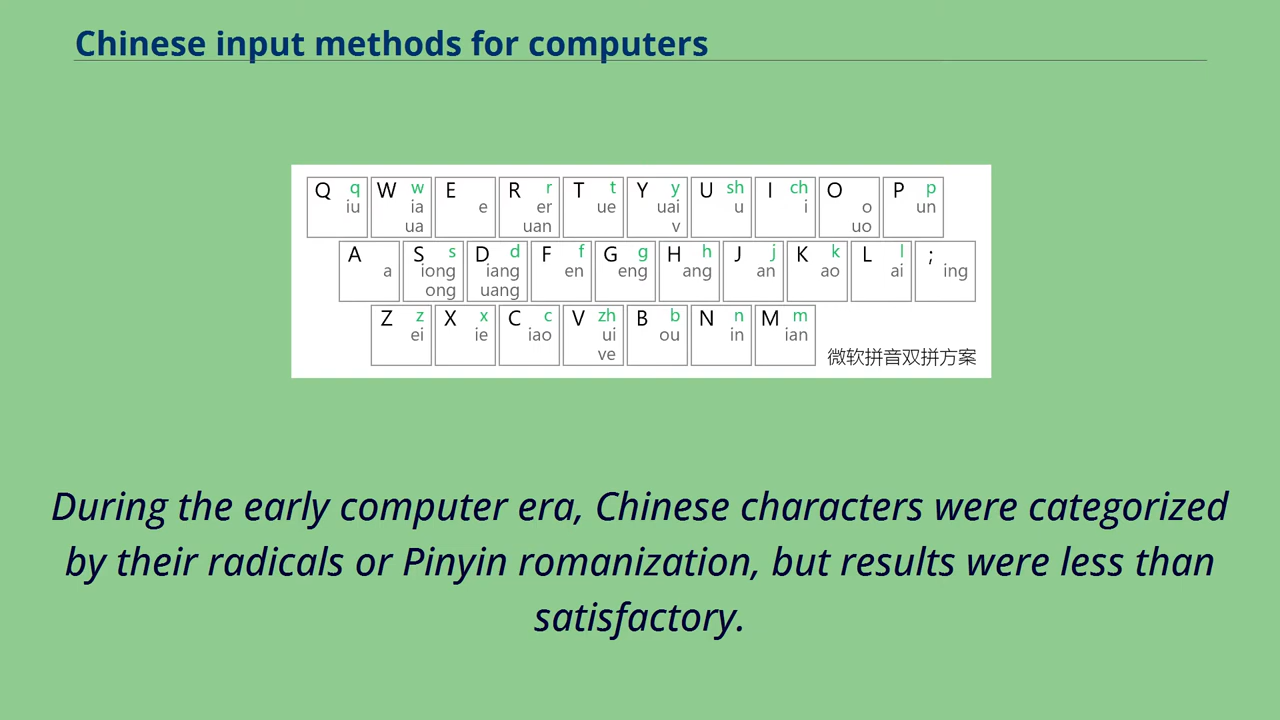 Chinese input methods for computers
Q q W w E R r T t Y y U sh I ch O P p
iu ia e er ue uai u i o un
ua uan v uo
A S s D d F f G g H h J j K k L l ;
a iong iang en eng ang an ao ai ing
ong uang
Z z X x C c V zh B b N n M m
ei ie iao ui ou in ian
ve
微软拼音双拼方案
During the early computer era, Chinese characters were categorized
by their radicals or Pinyin romanization, but results were less than
satisfactory.